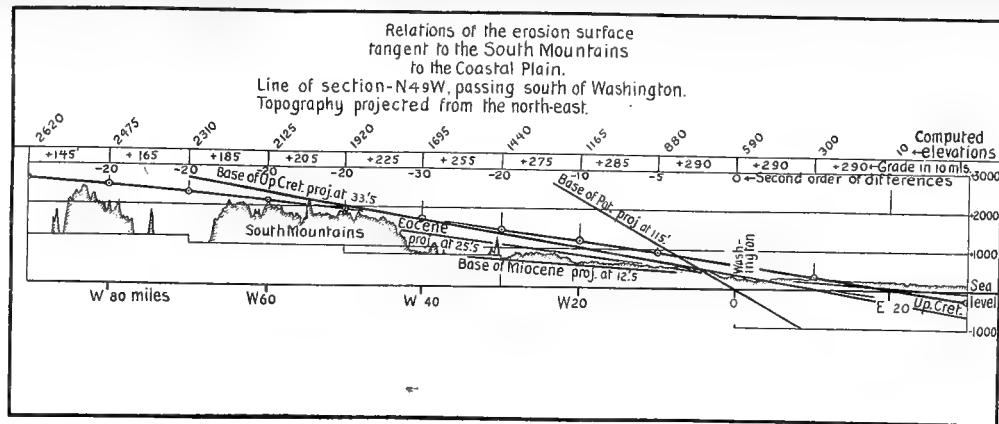 Relations of the erosion surface
tangent to the South Mountains
to the Coastal Plain.
Line of section-N49W, passing south of Washington.
Topography projected from the north-east.
2620 2475 2310 2125 1920 1695 1440 1165 880 590 300 10 Computed
←elevations
+145' +165 +185 +205 +225 +255 +275 +285 +290 +290 +290←Grade in 10 mls.
-20 -20 -20 -20 -30 -20 -10 -5 0←Second order of differences
3000
Base of Up Cret. proj. at 33'.5
Base of Pot. proj. at 115'
+2000
South Mountains
Eocene
proj. at 25'.5
Base of Miocene proj. at 12'.5
Wash-
ington
+1000
Sea
level
W 80 miles W60 W 40 W20 0 E 20 Up. Cret.
-1000